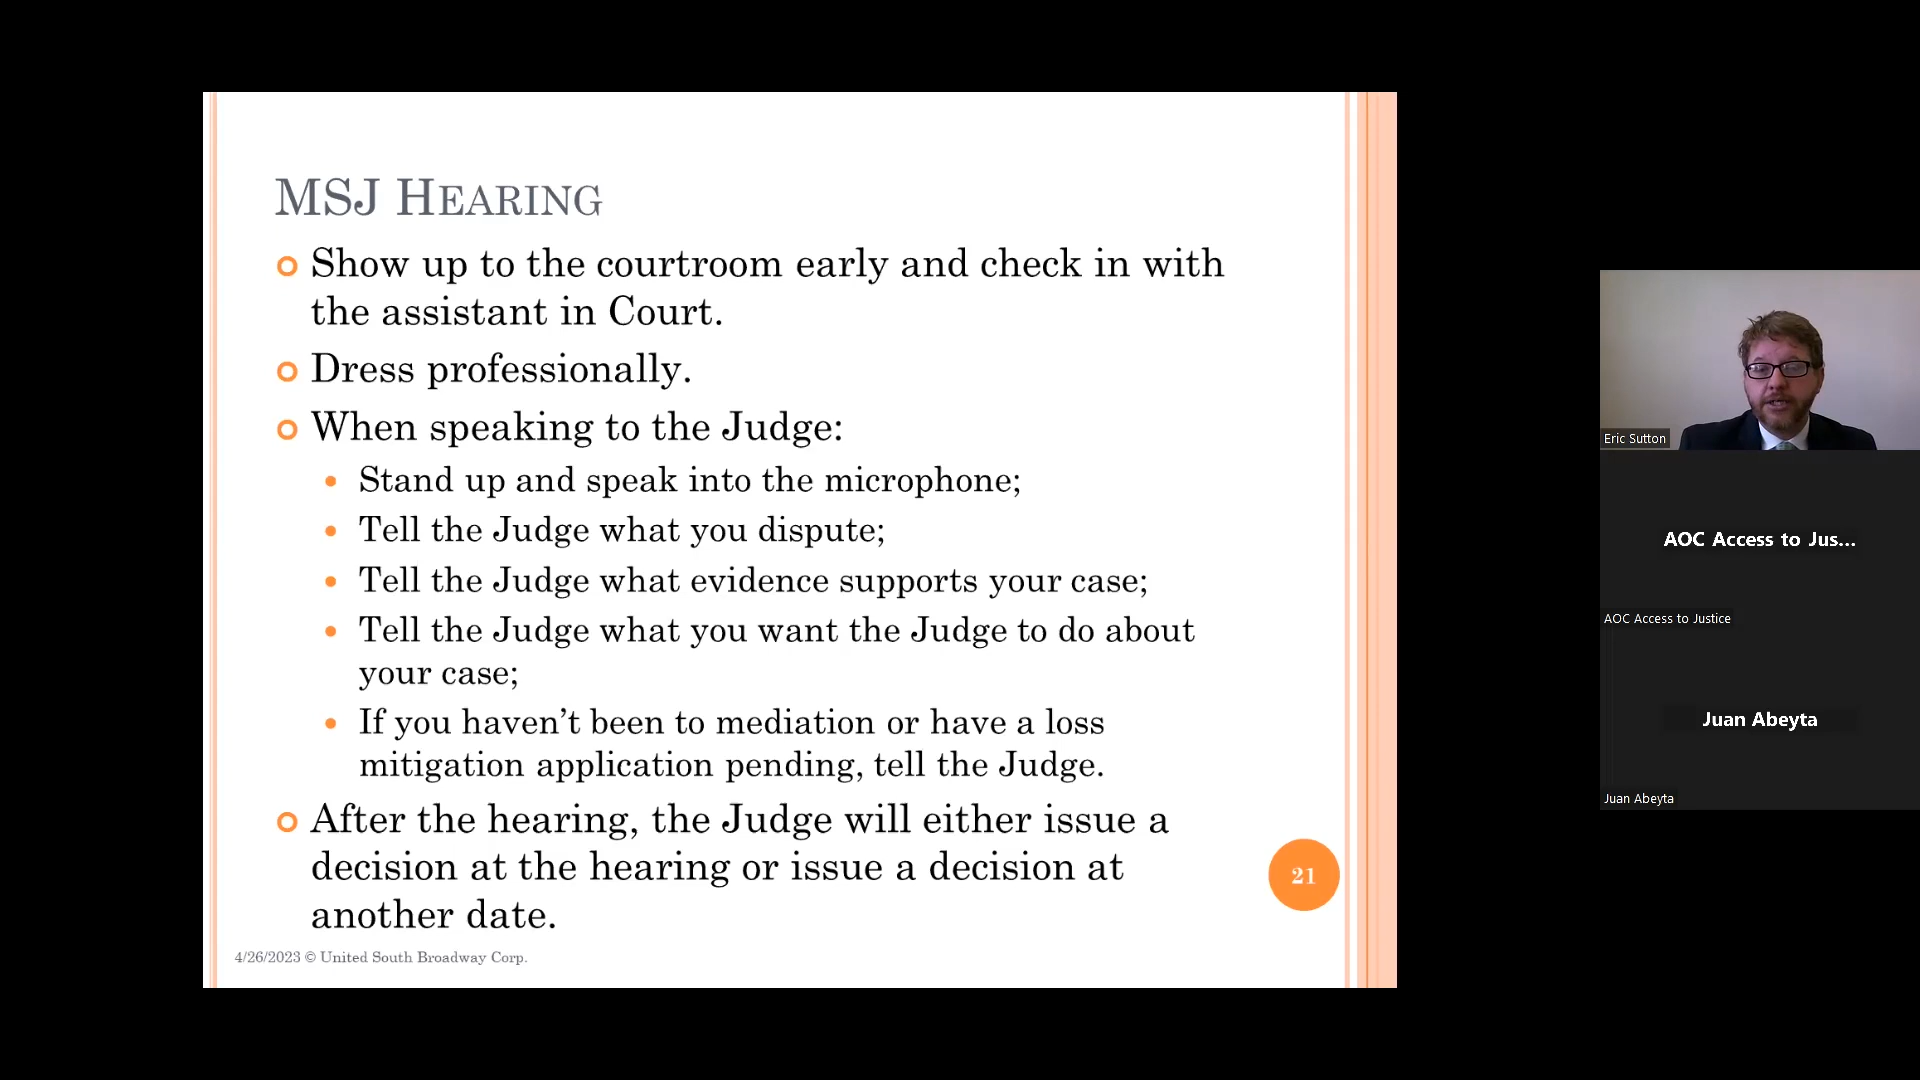 MSJ HEARING
Show up to the courtroom early and check in with
the assistant in Court.
Dress professionally.
When speaking to the Judge:
Stand up and speak into the microphone;
Tell the Judge what you dispute;
Tell the Judge what evidence supports your case;
Tell the Judge what you want the Judge to do about
your case;
If you haven't been to mediation or have a loss
mitigation application pending, tell the Judge.
After the hearing, the Judge will either issue a
decision at the hearing or issue a decision at
another date.
21
4/26/2023 © United South Broadway Corp.
Eric Sutton
AOC Access to Jus...
AOC Access to Justice
Juan Abeyta
Juan Abeyta